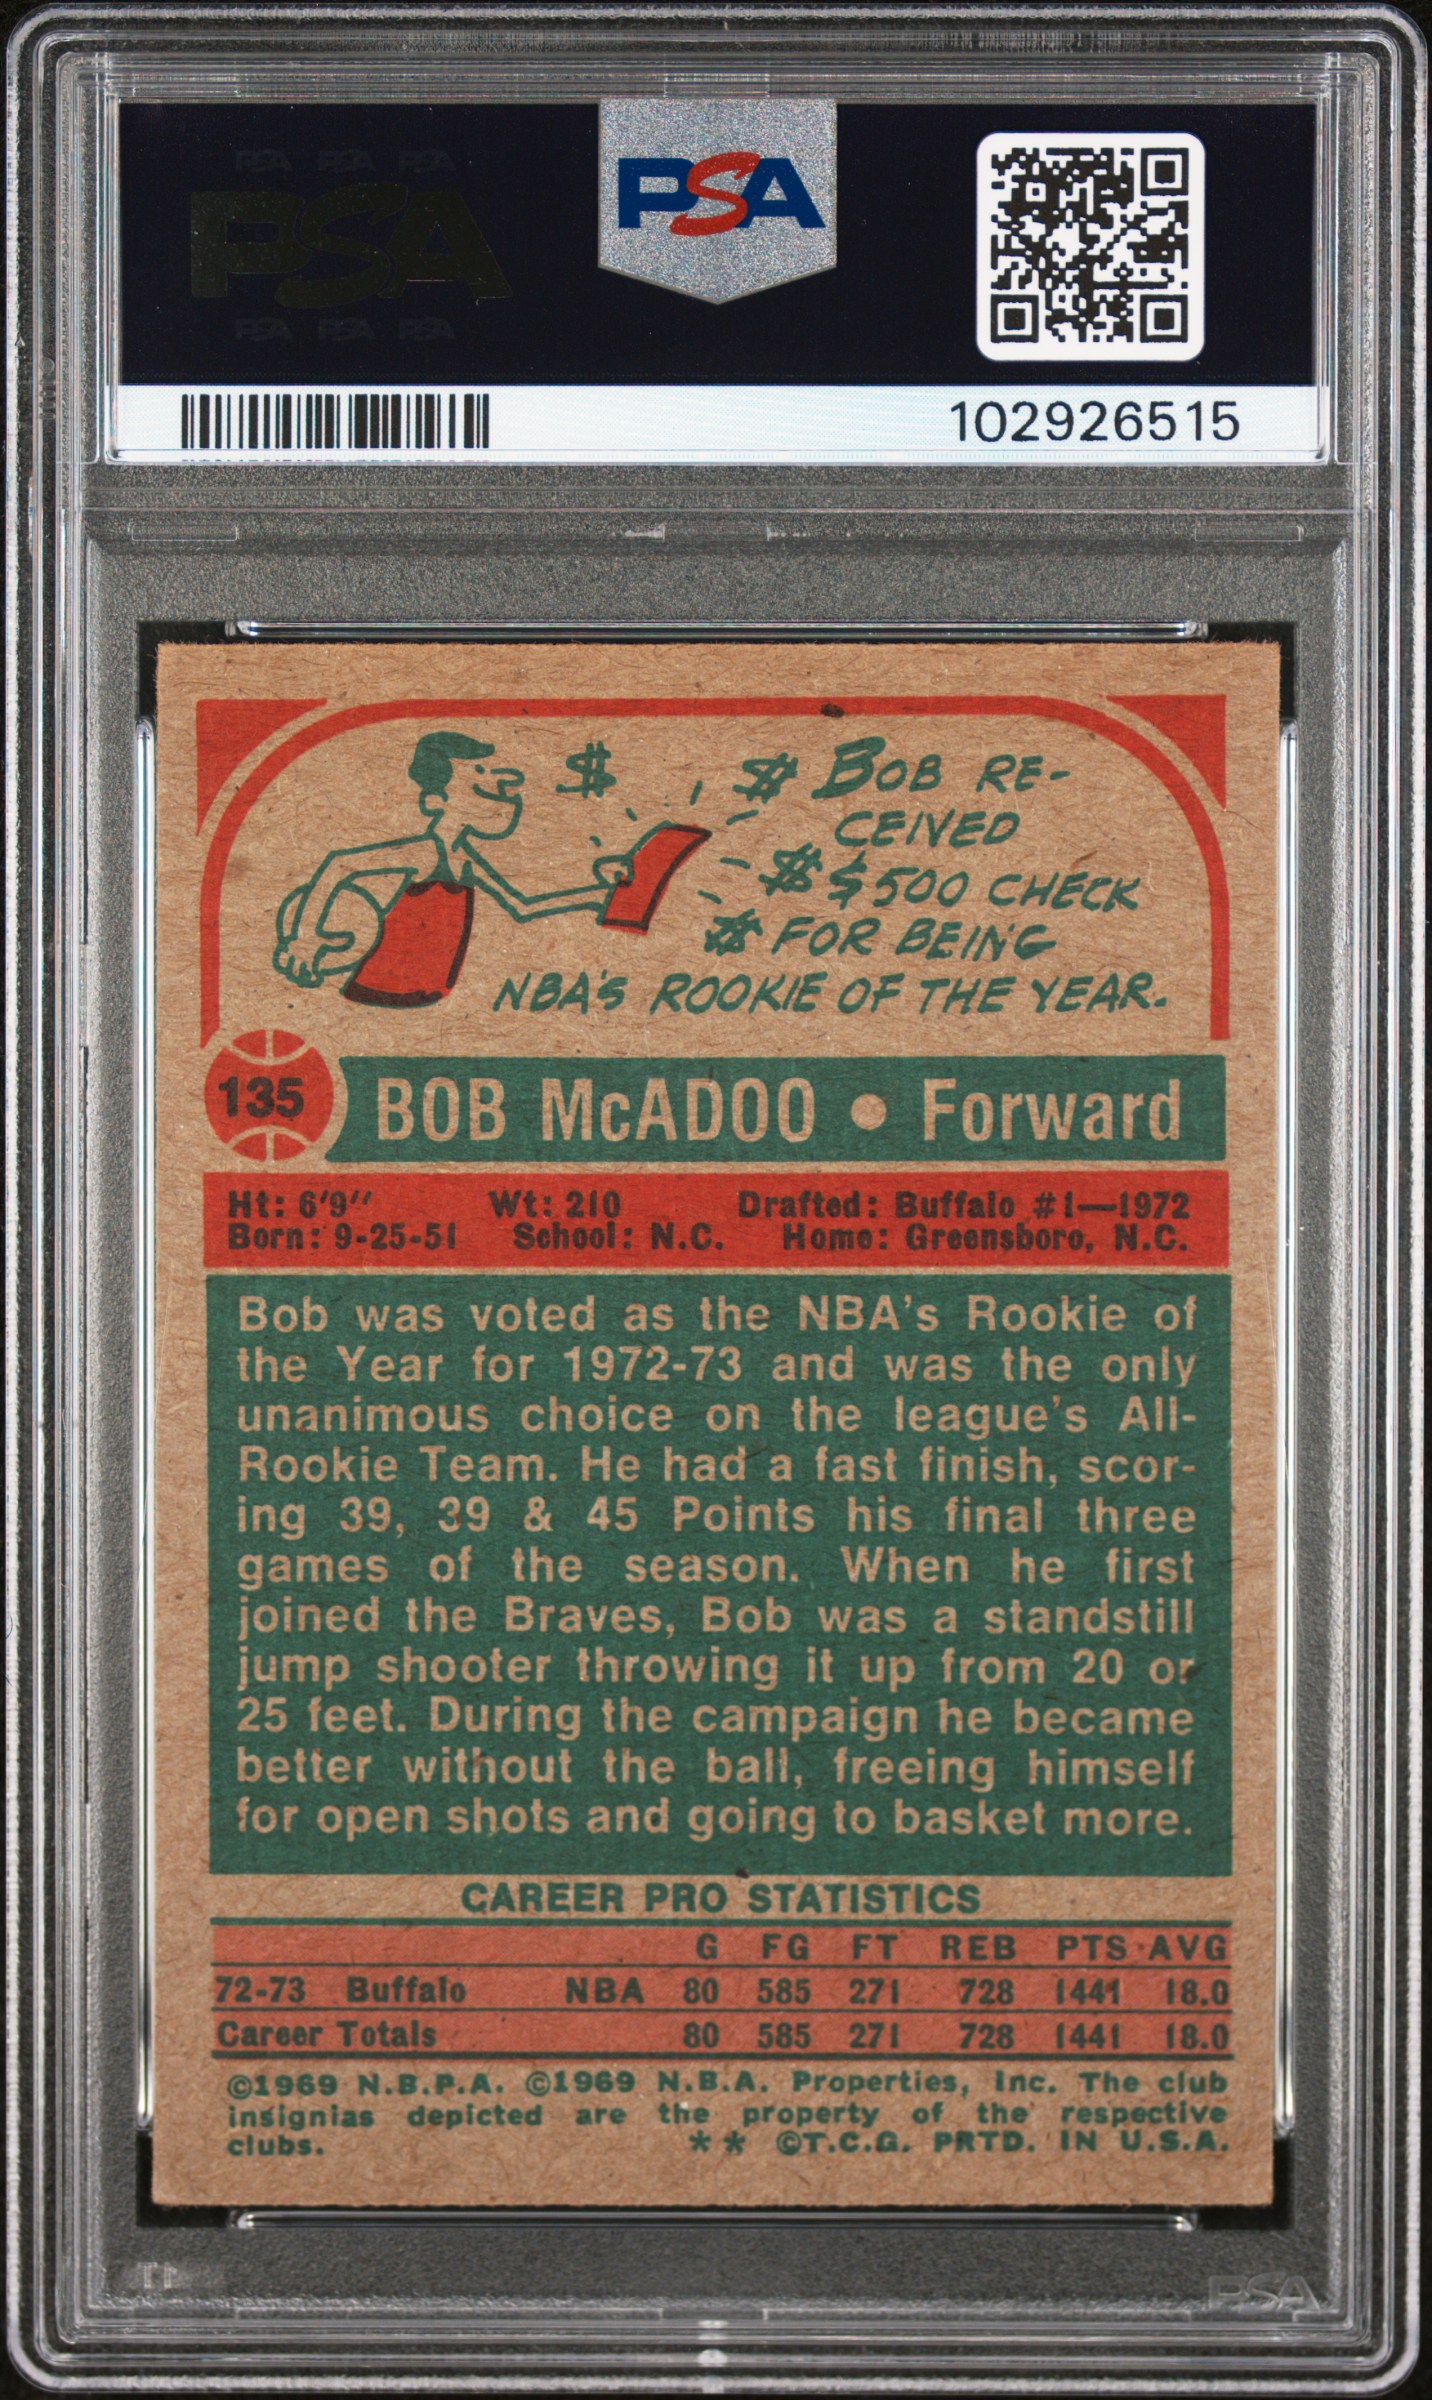 PSA PSA PSA
PSA
PSA PSA PSA
PSA
102926515
$ $ BOB RE-
CEIVED
$ $500 CHECK
$ FOR BEING
NBA'S ROOKIE OF THE YEAR.
135 BOB McADOO • Forward
Ht: 6'9" Wt: 210 Drafted: Buffalo #1—1972
Born: 9-25-51 School: N.C. Home: Greensboro, N.C.
Bob was voted as the NBA's Rookie of
the Year for 1972-73 and was the only
unanimous choice on the league's All-
Rookie Team. He had a fast finish, scor-
ing 39, 39 & 45 Points his final three
games of the season. When he first
joined the Braves, Bob was a standstill
jump shooter throwing it up from 20 or
25 feet. During the campaign he became
better without the ball, freeing himself
for open shots and going to basket more.
CAREER PRO STATISTICS
G FG FT REB PTS AVG
72-73 Buffalo NBA 80 585 271 728 1441 18.0
Career Totals 80 585 271 728 1441 18.0
©1969 N.B.P.A. ©1969 N.B.A. Properties, Inc. The club
insignias depicted are the property of the respective
clubs. ** ©T.C.G. PRTD. IN U.S.A.
PSA